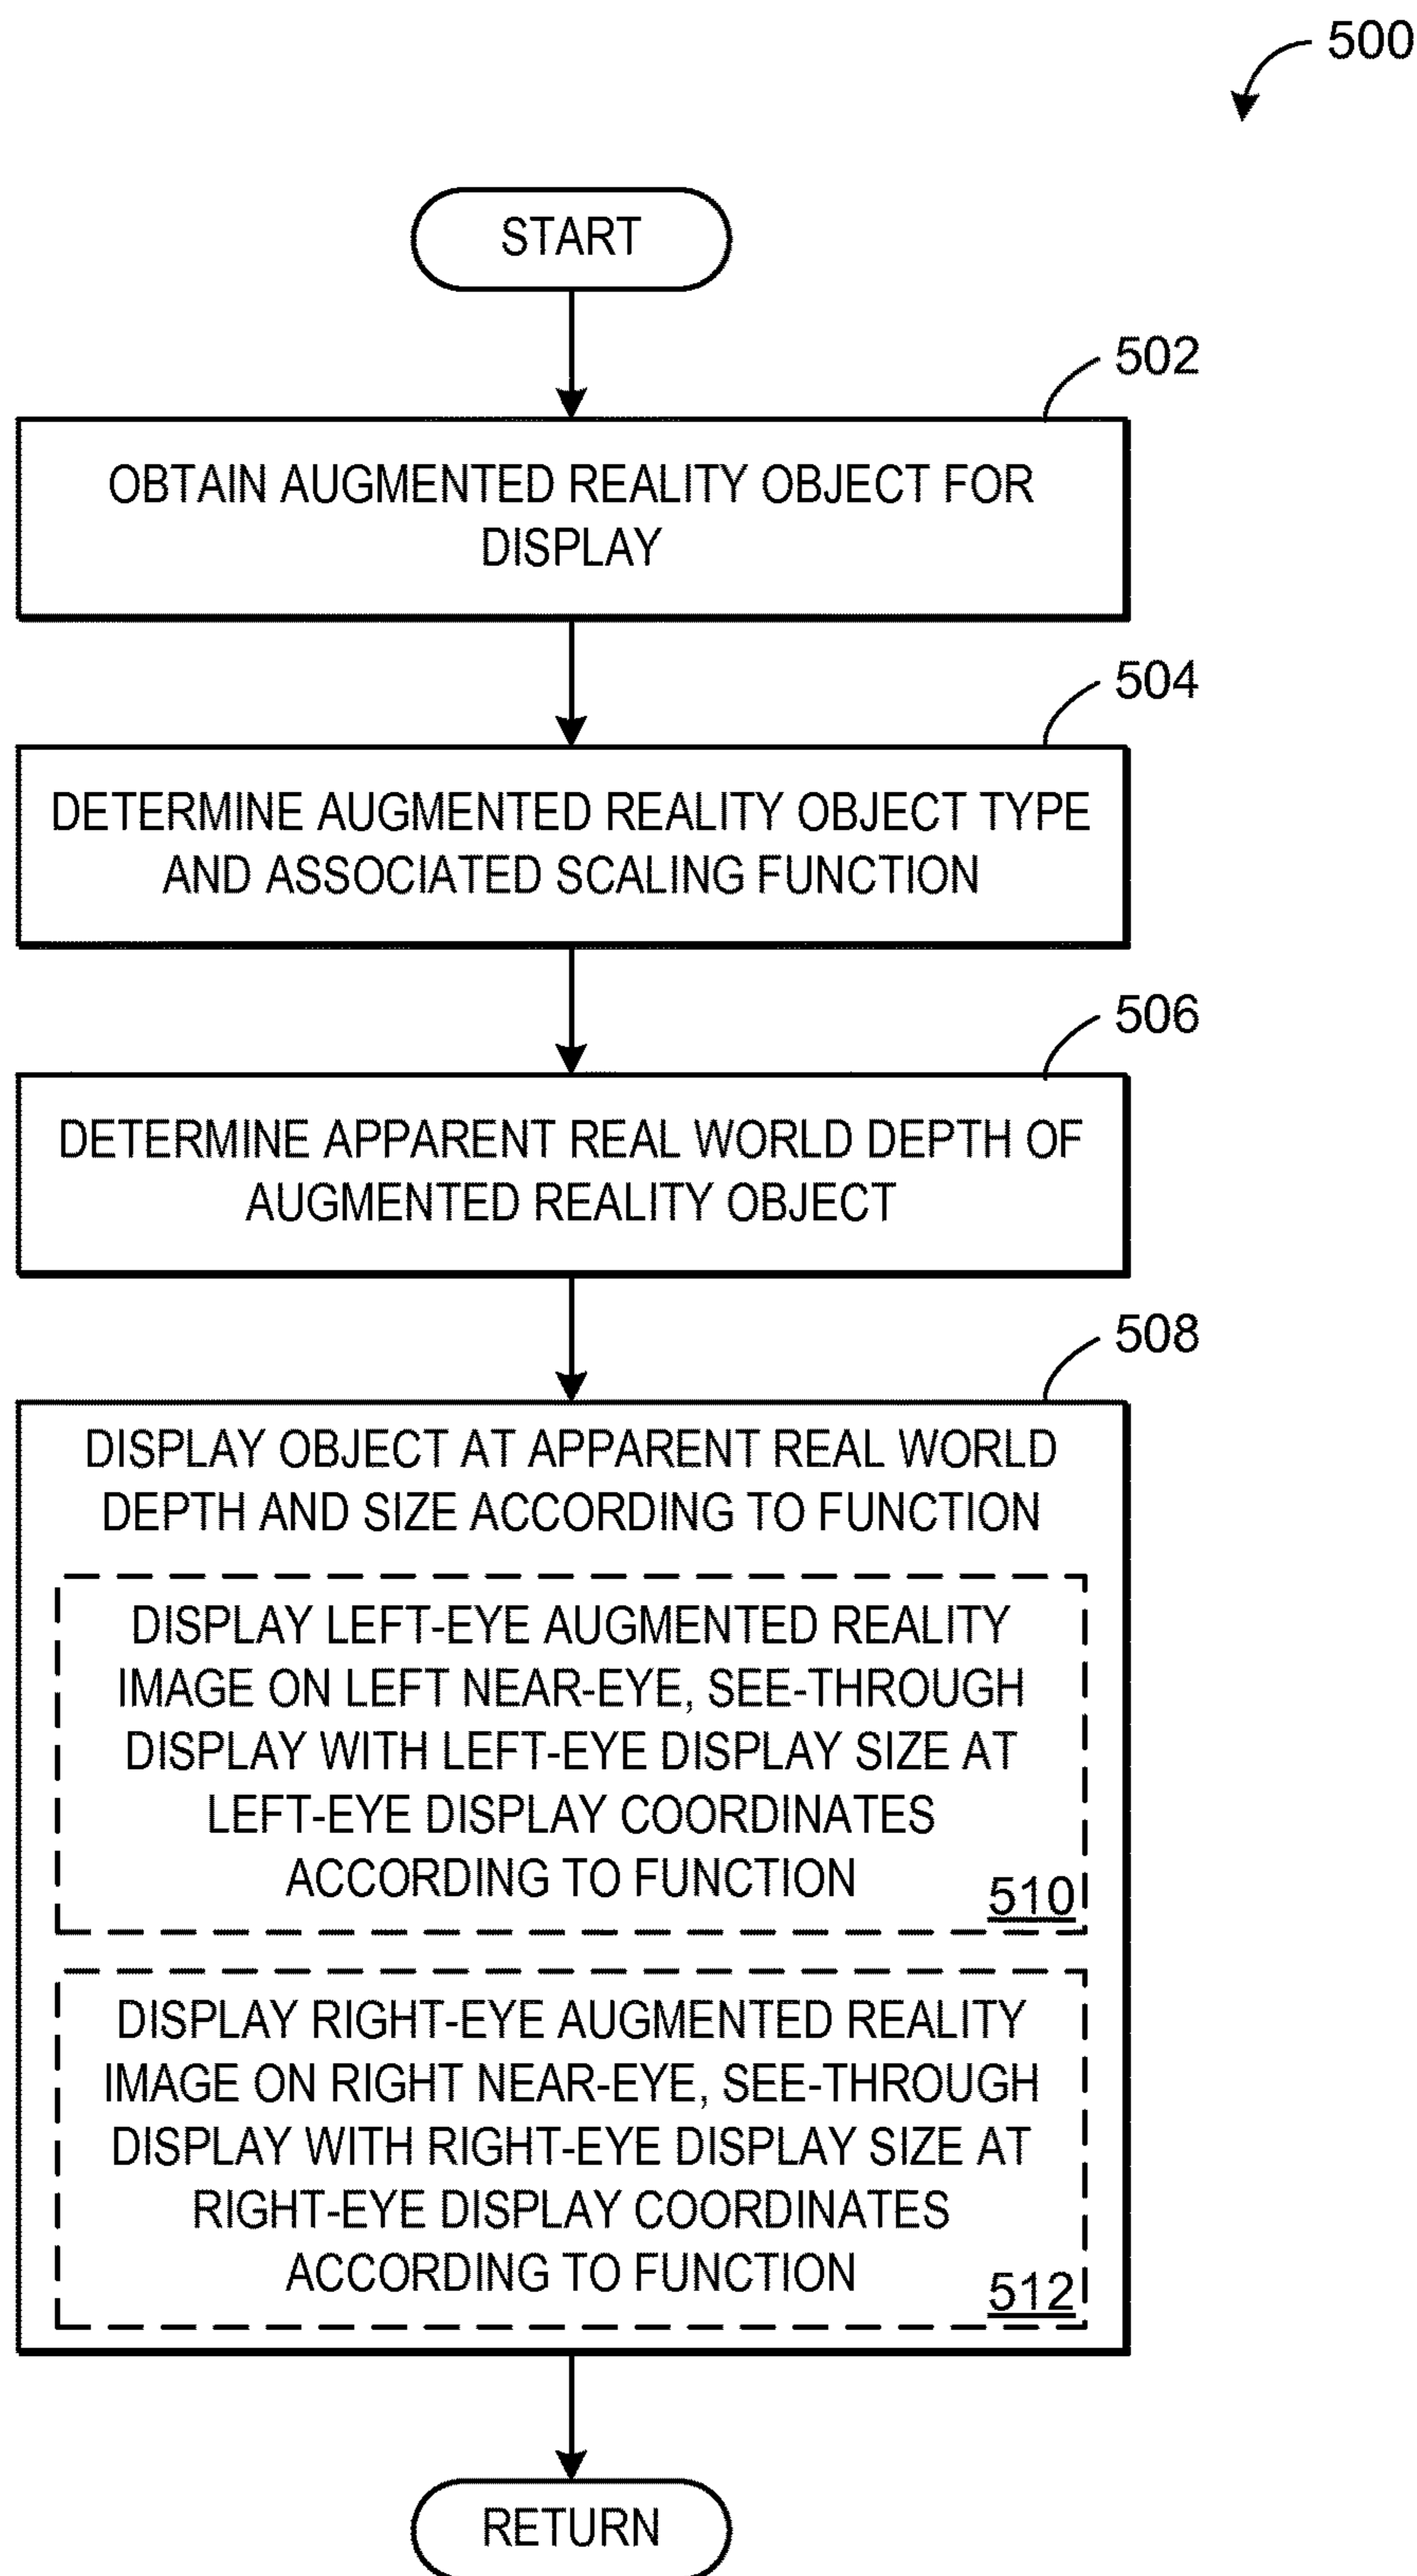 500
START
502
OBTAIN AUGMENTED REALITY OBJECT FOR
DISPLAY
504
DETERMINE AUGMENTED REALITY OBJECT TYPE
AND ASSOCIATED SCALING FUNCTION
506
DETERMINE APPARENT REAL WORLD DEPTH OF
AUGMENTED REALITY OBJECT
508
DISPLAY OBJECT AT APPARENT REAL WORLD
DEPTH AND SIZE ACCORDING TO FUNCTION
DISPLAY LEFT-EYE AUGMENTED REALITY
IMAGE ON LEFT NEAR-EYE, SEE-THROUGH
DISPLAY WITH LEFT-EYE DISPLAY SIZE AT
LEFT-EYE DISPLAY COORDINATES
ACCORDING TO FUNCTION
510
DISPLAY RIGHT-EYE AUGMENTED REALITY
IMAGE ON RIGHT NEAR-EYE, SEE-THROUGH
DISPLAY WITH RIGHT-EYE DISPLAY SIZE AT
RIGHT-EYE DISPLAY COORDINATES
ACCORDING TO FUNCTION
512
RETURN